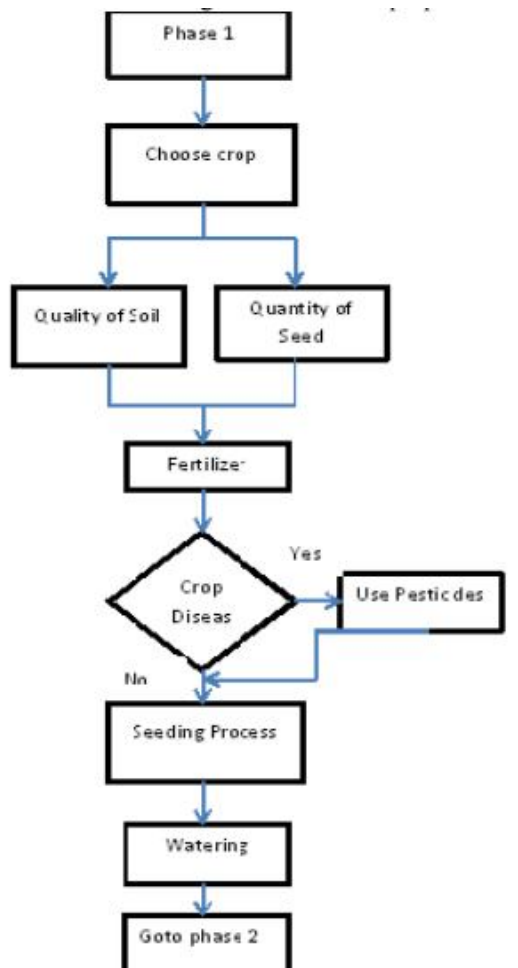 Phase 1
Choose crop
Quality of Soil
Quantity of
Seed
Fertilizer
Yes
Crop
Diseas
Use Pesticides
No
Seeding Process
Watering
Goto phase 2